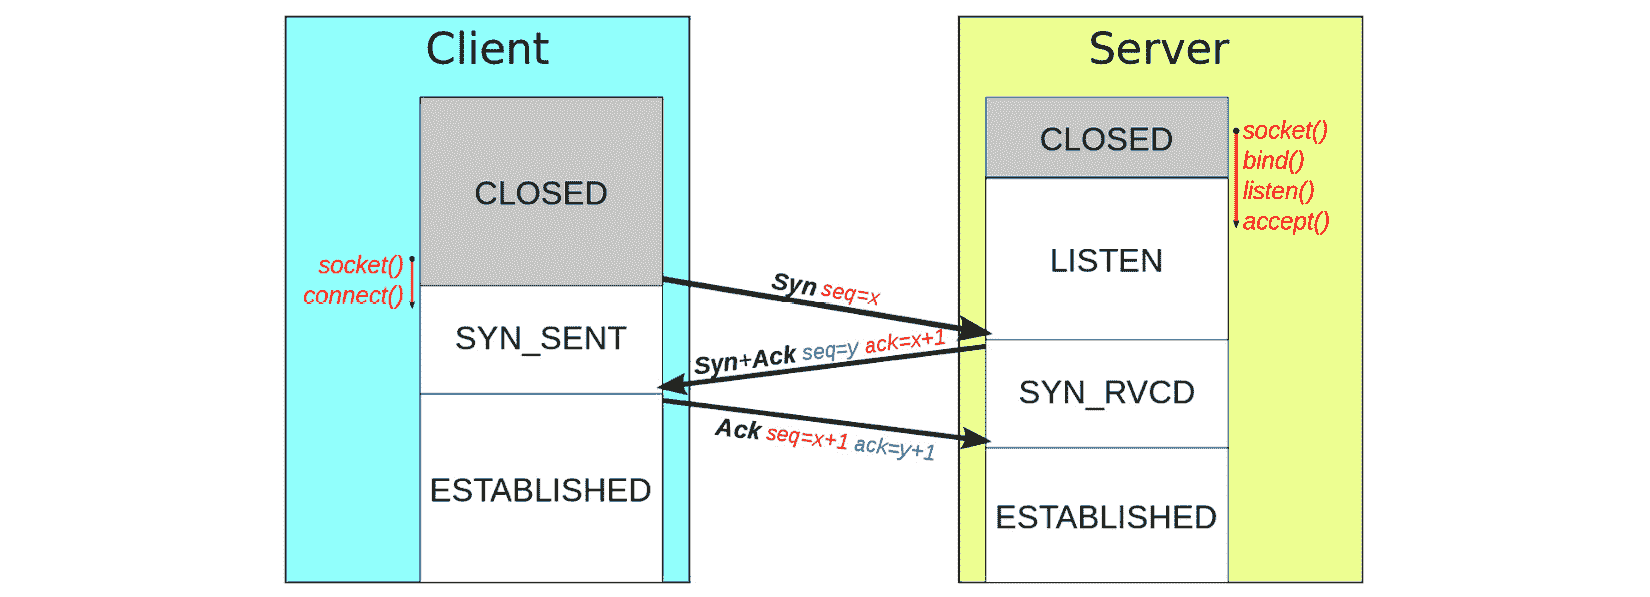 Client
CLOSED
socket()
connect()
SYN_SENT
ESTABLISHED
Syn seq=x
Syn+Ack seq=y ack=x+1
Ack seq=x+1 ack=y+1
Server
CLOSED
socket()
bind()
listen()
accept()
LISTEN
SYN_RVCD
ESTABLISHED